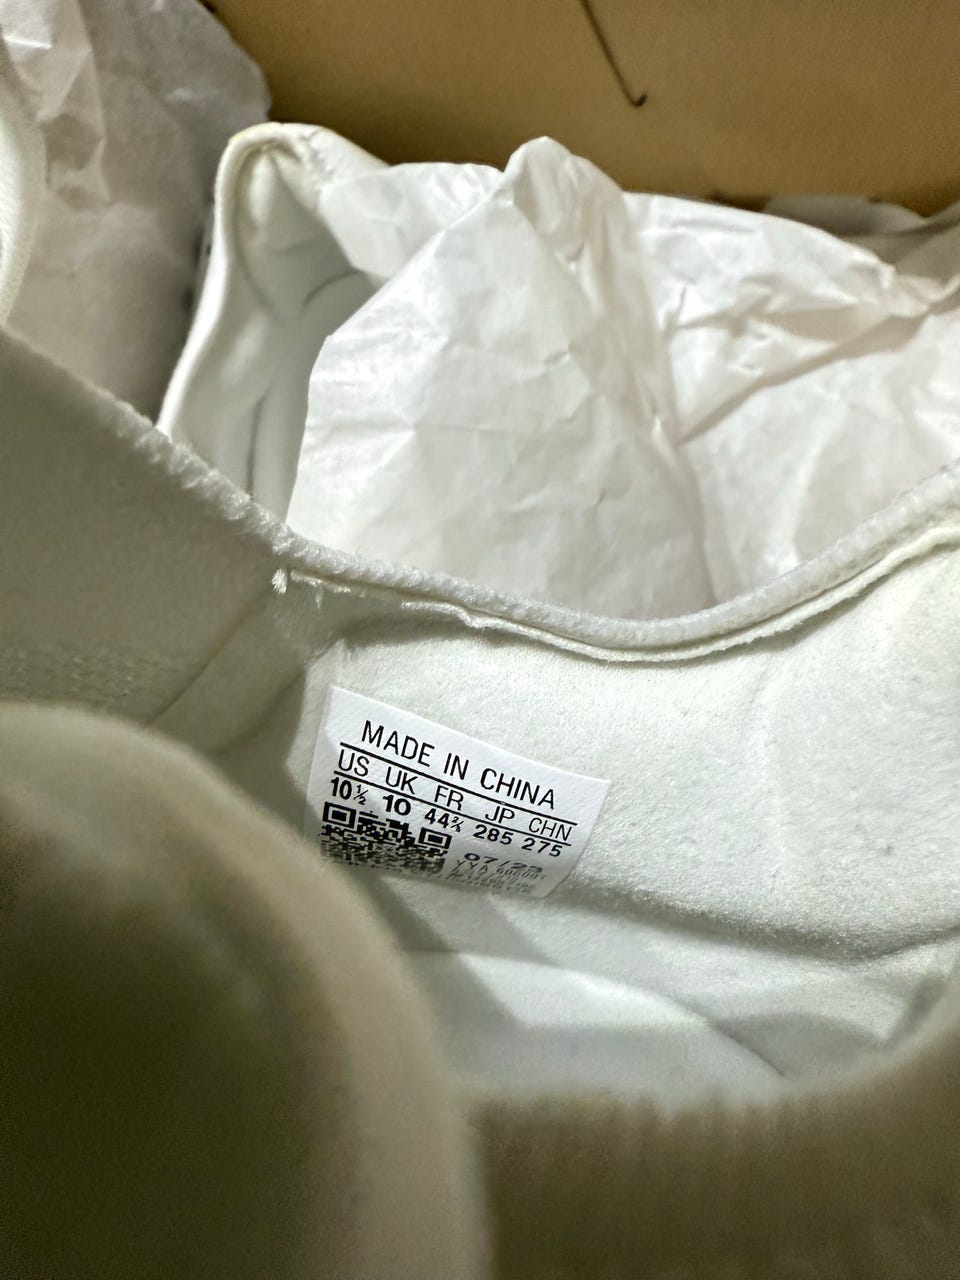 MADE IN CHINA
US UK FR JP CHN
10½ 10 44⅔ 285 275
07/23